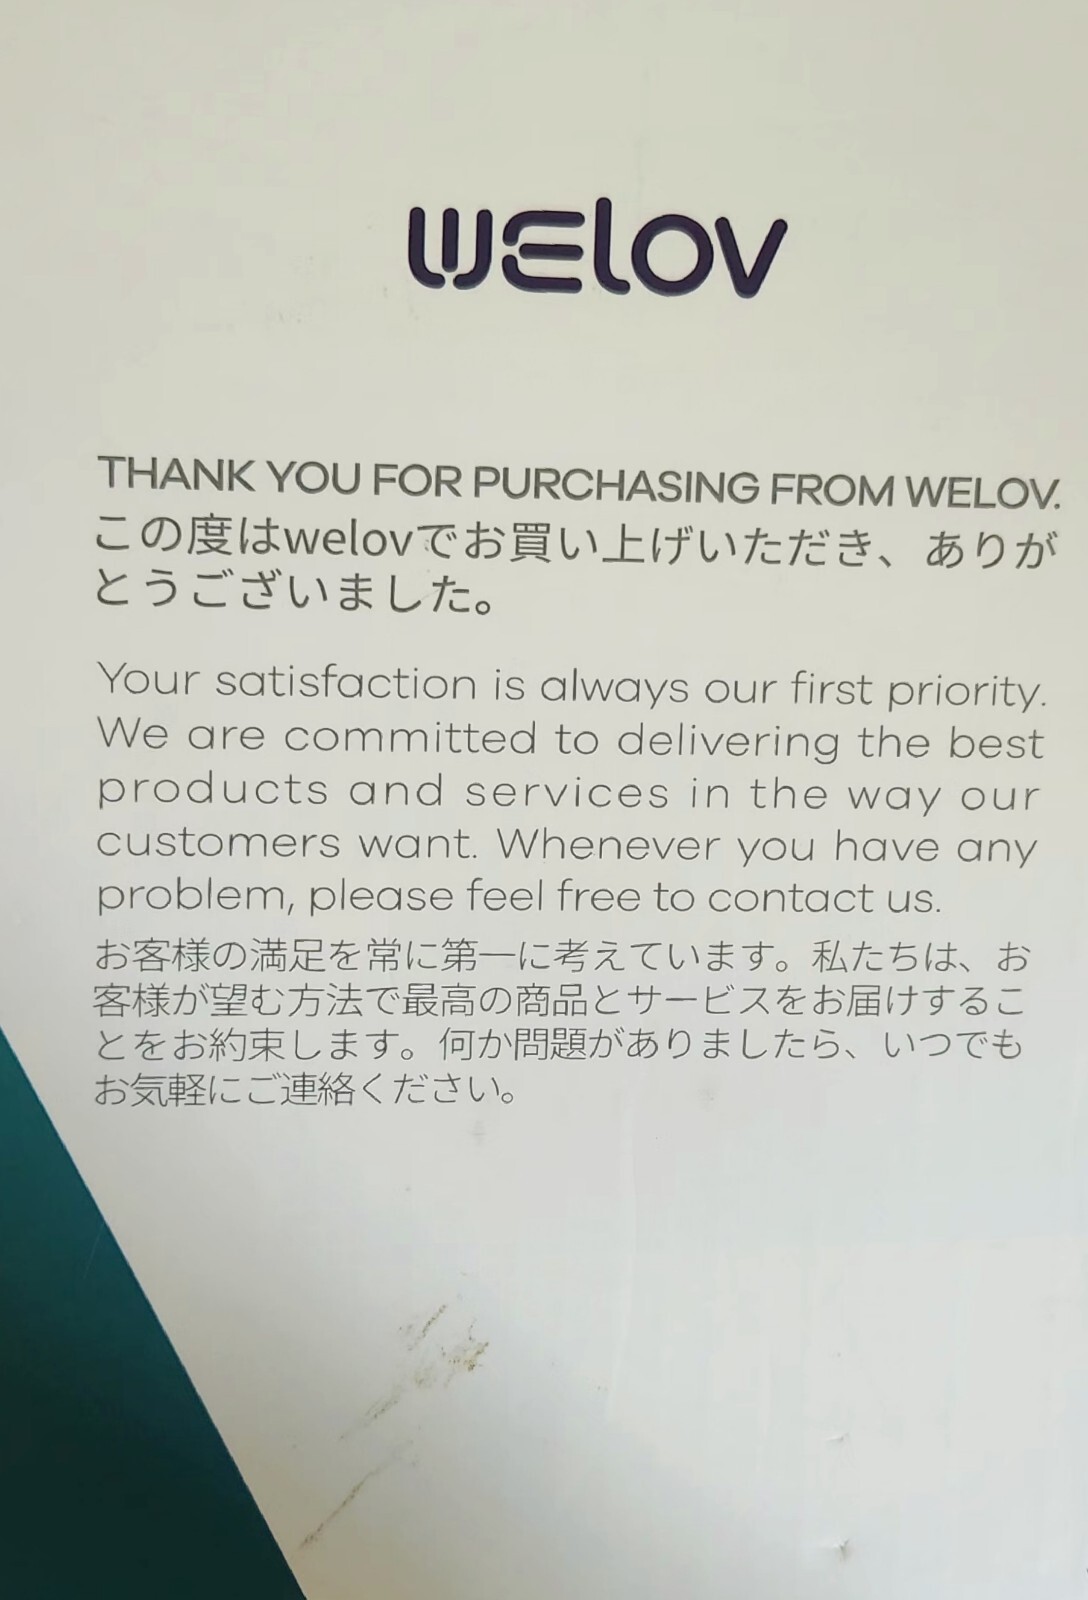 welov
THANK YOU FOR PURCHASING FROM WELOV.
この度はwelovでお買い上げいただき、ありが
とうございました。
Your satisfaction is always our first priority.
We are committed to delivering the best
products and services in the way our
customers want. Whenever you have any
problem, please feel free to contact us.
お客様の満足を常に第一に考えています。私たちは、お
客様が望む方法で最高の商品とサービスをお届けするこ
とをお約束します。何か問題がありましたら、いつでも
お気軽にご連絡ください。